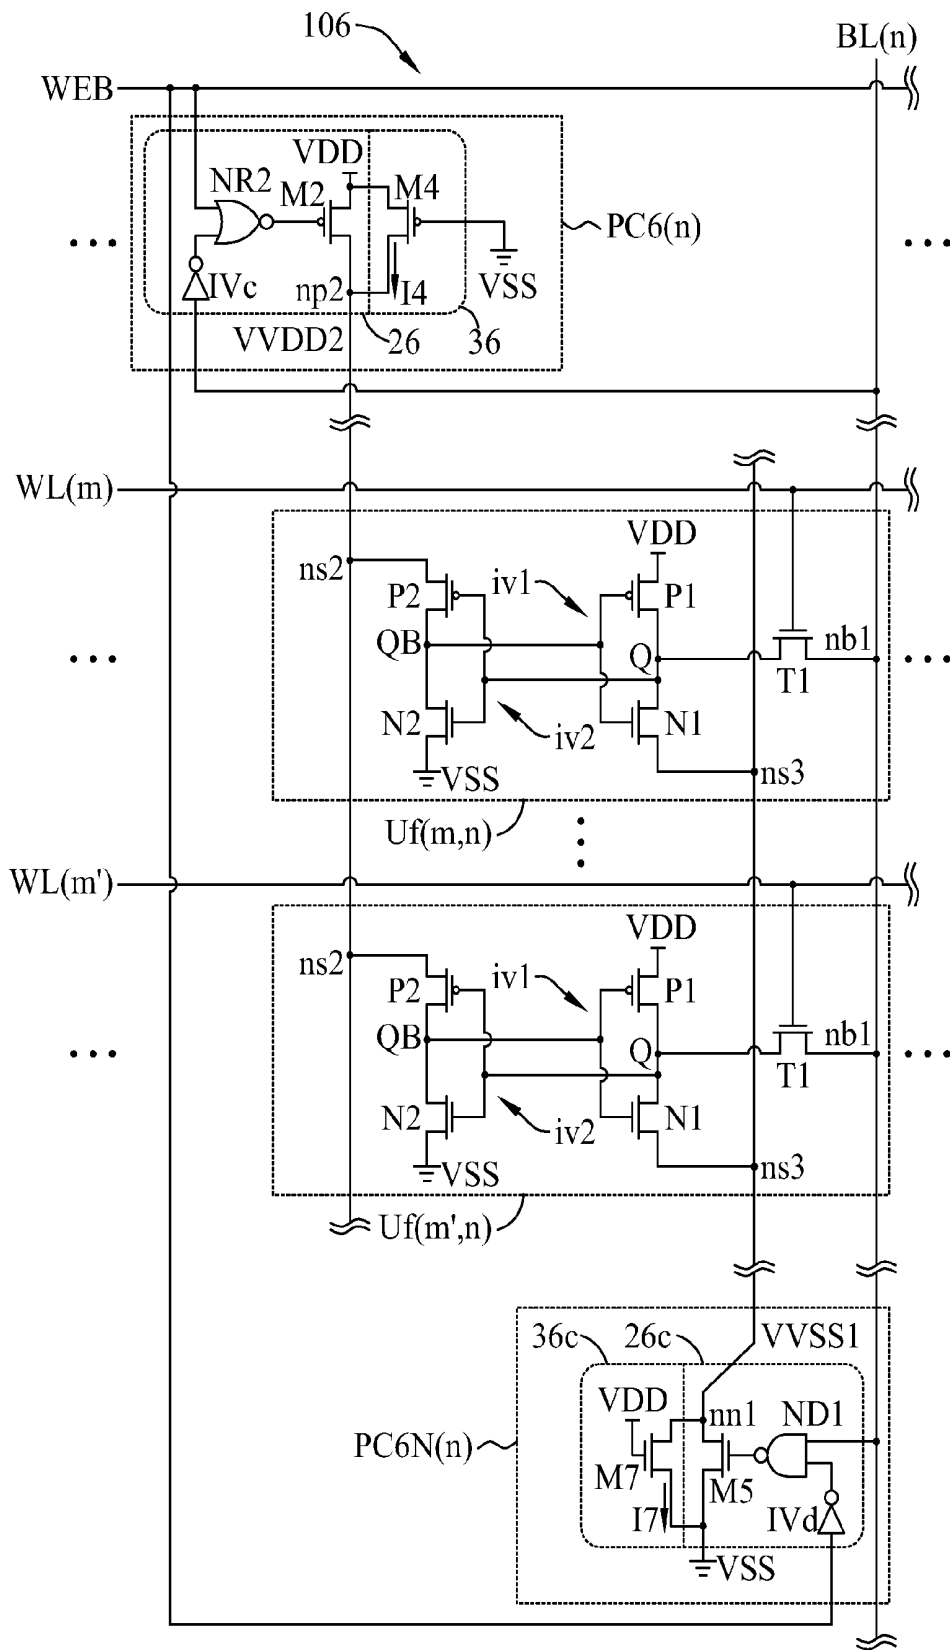 106
BL(n)
WEB
VDD
NR2
M2
M4
PC6(n)
IVc
np2
I4
VSS
VVDD2
26
36
WL(m)
ns2
P2
iv1
VDD
P1
QB
Q
nb1
T1
N2
iv2
N1
VSS
ns3
Uf(m,n)
WL(m')
ns2
P2
iv1
VDD
P1
QB
Q
nb1
T1
N2
iv2
N1
VSS
ns3
Uf(m',n)
36c
26c
VVSS1
VDD
nn1
ND1
PC6N(n)
M7
M5
I7
IVd
VSS